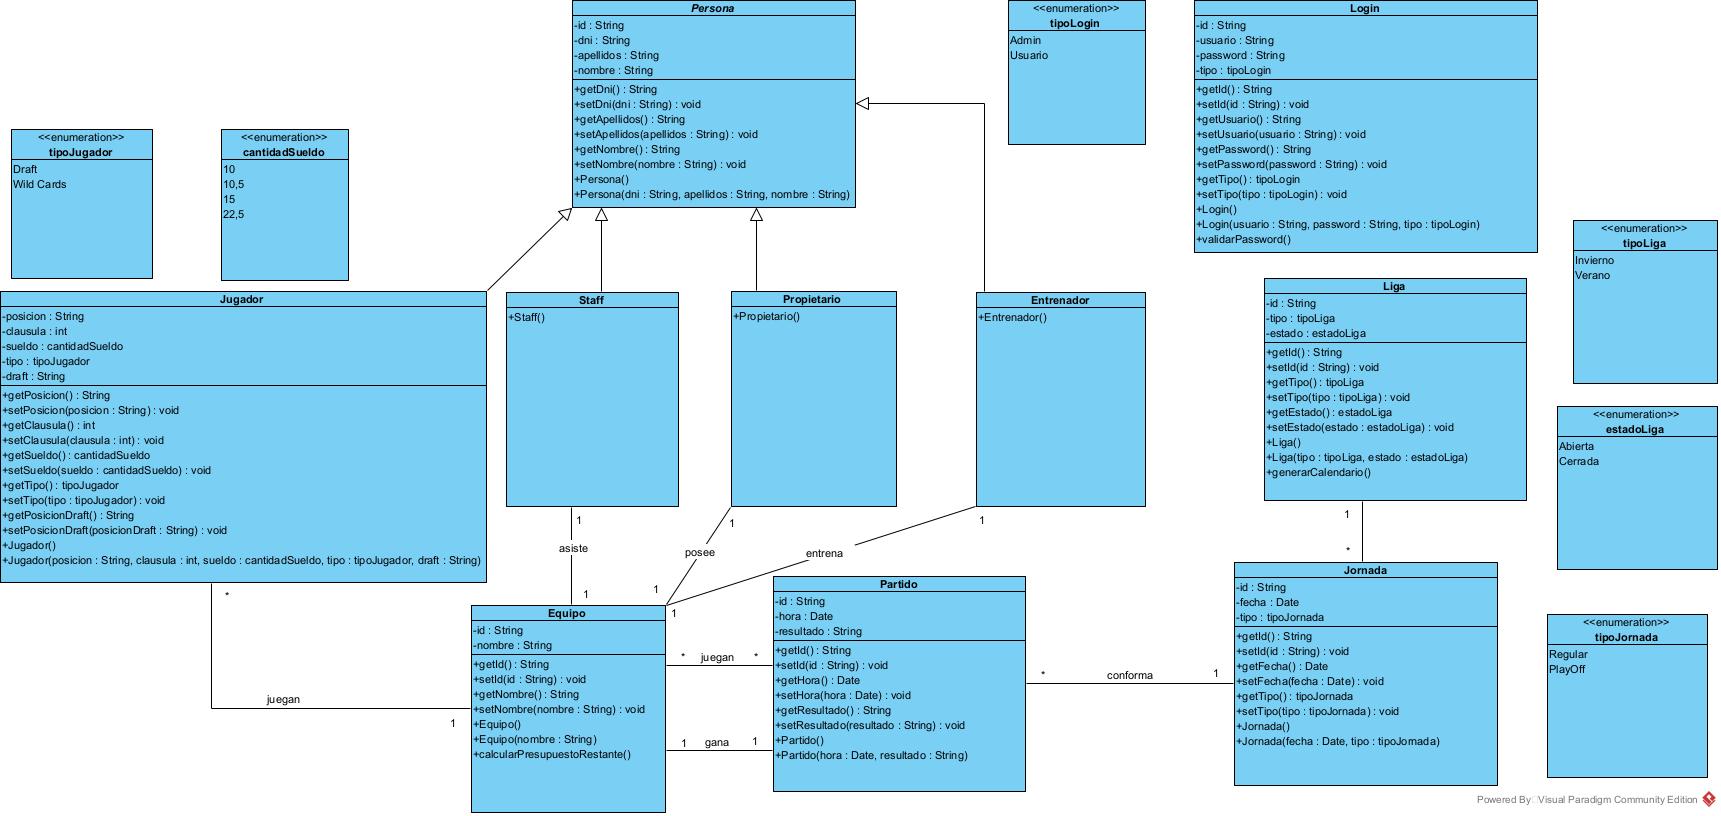 Persona
-id : String
-dni : String
-apellidos : String
-nombre : String
+getDni() : String
+setDni(dni : String) : void
+getApellidos() : String
+setApellidos(apellidos : String) : void
+getNombre() : String
+setNombre(nombre : String) : void
+Persona()
+Persona(dni : String, apellidos : String, nombre : String)
<<enumeration>>
tipoLogin
Admin
Usuario
Login
-id : String
-usuario : String
-password : String
-tipo : tipoLogin
+getId() : String
+setId(id : String) : void
+getUsuario() : String
+setUsuario(usuario : String) : void
+getPassword() : String
+setPassword(password : String) : void
+getTipo() : tipoLogin
+setTipo(tipo : tipoLogin) : void
+Login()
+Login(usuario : String, password : String, tipo : tipoLogin)
+validarPassword()
<<enumeration>>
tipoJugador
Draft
Wild Cards
<<enumeration>>
cantidadSueldo
10
10,5
15
22,5
<<enumeration>>
tipoLiga
Invierno
Verano
Jugador
-posicion : String
-clausula : int
-sueldo : cantidadSueldo
-tipo : tipoJugador
-draft : String
+getPosicion() : String
+setPosicion(posicion : String) : void
+getClausula() : int
+setClausula(clausula : int) : void
+getSueldo() : cantidadSueldo
+setSueldo(sueldo : cantidadSueldo) : void
+getTipo() : tipoJugador
+setTipo(tipo : tipoJugador) : void
+getPosicionDraft() : String
+setPosicionDraft(posicionDraft : String) : void
+Jugador()
+Jugador(posicion : String, clausula : int, sueldo : cantidadSueldo, tipo : tipoJugador, draft : String)
Staff
+Staff()
Propietario
+Propietario()
Entrenador
+Entrenador()
Liga
-id : String
-tipo : tipoLiga
-estado : estadoLiga
+getId() : String
+setId(id : String) : void
+getTipo() : tipoLiga
+setTipo(tipo : tipoLiga) : void
+getEstado() : estadoLiga
+setEstado(estado : estadoLiga) : void
+Liga()
+Liga(tipo : tipoLiga, estado : estadoLiga)
+generarCalendario()
<<enumeration>>
estadoLiga
Abierta
Cerrada
1
asiste
1
1
posee
1
1
entrena
1
1
*
*
juegan
1
Equipo
-id : String
-nombre : String
+getId() : String
+setId(id : String) : void
+getNombre() : String
+setNombre(nombre : String) : void
+Equipo()
+Equipo(nombre : String)
+calcularPresupuestoRestante()
* juegan *
1 gana 1
Partido
-id : String
-hora : Date
-resultado : String
+getId() : String
+setId(id : String) : void
+getHora() : Date
+setHora(hora : Date) : void
+getResultado() : String
+setResultado(resultado : String) : void
+Partido()
+Partido(hora : Date, resultado : String)
* conforma 1
Jornada
-id : String
-fecha : Date
-tipo : tipoJornada
+getId() : String
+setId(id : String) : void
+getFecha() : Date
+setFecha(fecha : Date) : void
+getTipo() : tipoJornada
+setTipo(tipo : tipoJornada) : void
+Jornada()
+Jornada(fecha : Date, tipo : tipoJornada)
<<enumeration>>
tipoJornada
Regular
PlayOff
Powered By Visual Paradigm Community Edition